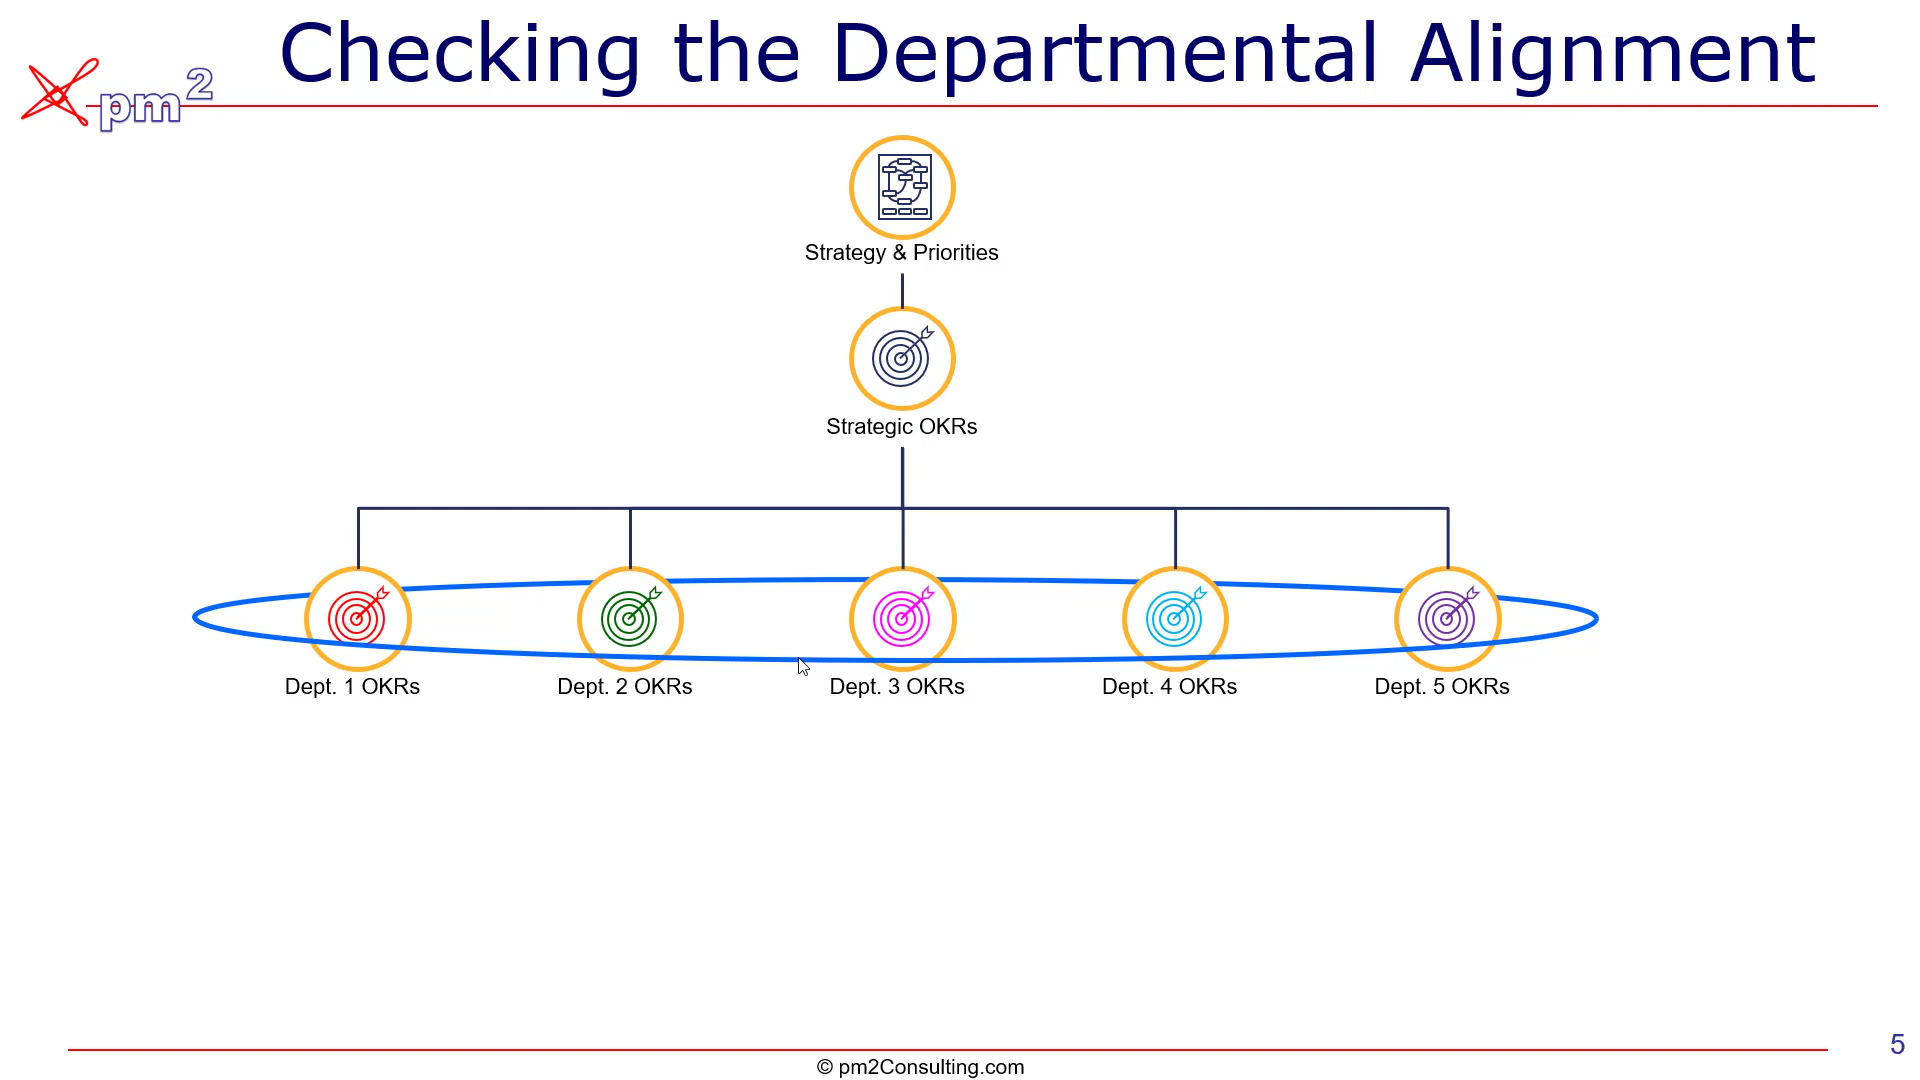 Checking the Departmental Alignment
pm2
Strategy & Priorities
Strategic OKRs
Dept. 1 OKRs
Dept. 2 OKRs
Dept. 3 OKRs
Dept. 4 OKRs
Dept. 5 OKRs
5
© pm2Consulting.com